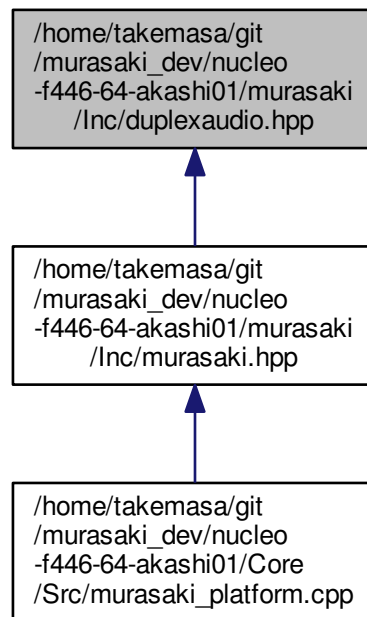 /home/takemasa/git
/murasaki_dev/nucleo
-f446-64-akashi01/murasaki
/Inc/duplexaudio.hpp
/home/takemasa/git
/murasaki_dev/nucleo
-f446-64-akashi01/murasaki
/Inc/murasaki.hpp
/home/takemasa/git
/murasaki_dev/nucleo
-f446-64-akashi01/Core
/Src/murasaki_platform.cpp